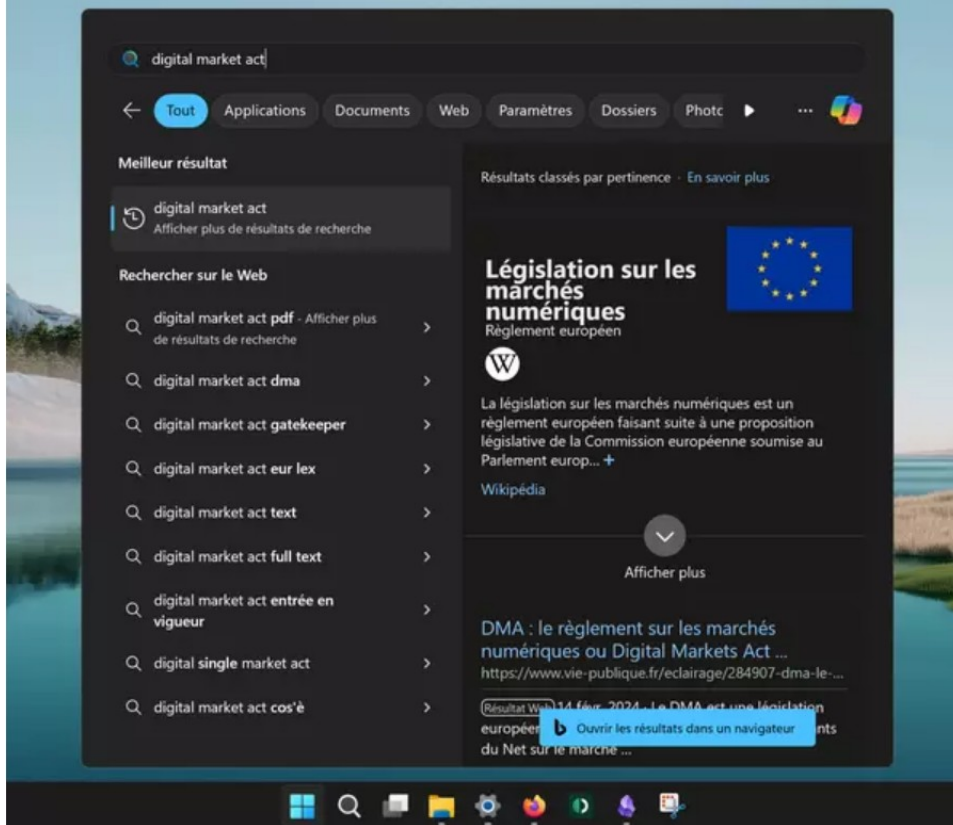 digital market act
Tout Applications Documents Web Paramètres Dossiers Photo
Meilleur résultat
digital market act
Afficher plus de résultats de recherche
Rechercher sur le Web
digital market act pdf - Afficher plus
de résultats de recherche
digital market act dma
digital market act gatekeeper
digital market act eur lex
digital market act text
digital market act full text
digital market act entrée en
vigueur
digital single market act
digital market act cos'è
Résultats classés par pertinence · En savoir plus
Législation sur les
marchés
numériques
Règlement européen
W
La législation sur les marchés numériques est un
règlement européen faisant suite à une proposition
législative de la Commission européenne soumise au
Parlement europ... +
Wikipédia
Afficher plus
DMA : le règlement sur les marchés
numériques ou Digital Markets Act ...
https://www.vie-publique.fr/eclairage/284907-dma-le-...
Résultat Web 14 févr. 2024 · Le DMA est une législation
européen
nts
Ouvrir les résultats dans un navigateur
du Net sur le marché ...